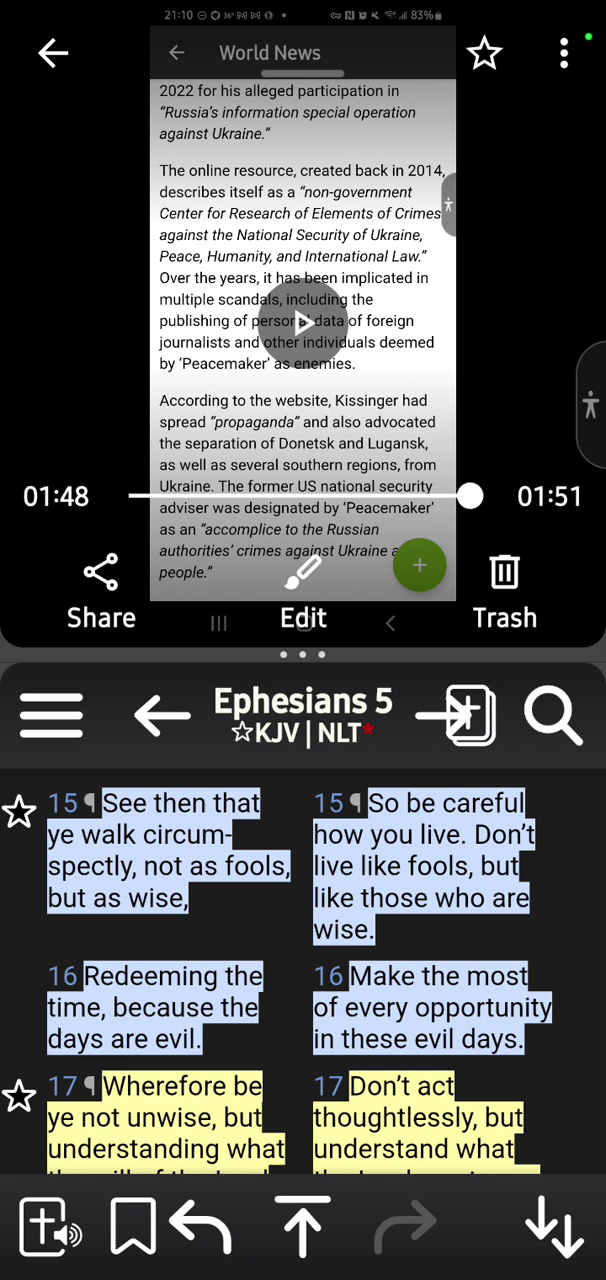 21:10 36° 83%
World News
2022 for his alleged participation in
“Russia's information special operation
against Ukraine.”
The online resource, created back in 2014,
describes itself as a “non-government
Center for Research of Elements of Crimes
against the National Security of Ukraine,
Peace, Humanity, and International Law.”
Over the years, it has been implicated in
multiple scandals, including the
publishing of personal data of foreign
journalists and other individuals deemed
by ‘Peacemaker’ as enemies.
According to the website, Kissinger had
spread “propaganda” and also advocated
the separation of Donetsk and Lugansk,
as well as several southern regions, from
Ukraine. The former US national security
adviser was designated by ‘Peacemaker’
as an “accomplice to the Russian
authorities’ crimes against Ukraine
people.”
01:48
01:51
Share
Edit
Trash
Ephesians 5
☆KJV | NLT*
15 ¶ See then that
ye walk circum-
spectly, not as fools,
but as wise,
16 Redeeming the
time, because the
days are evil.
17 ¶ Wherefore be
ye not unwise, but
understanding what
15 ¶ So be careful
how you live. Don’t
live like fools, but
like those who are
wise.
16 Make the most
of every opportunity
in these evil days.
17 Don’t act
thoughtlessly, but
understand what